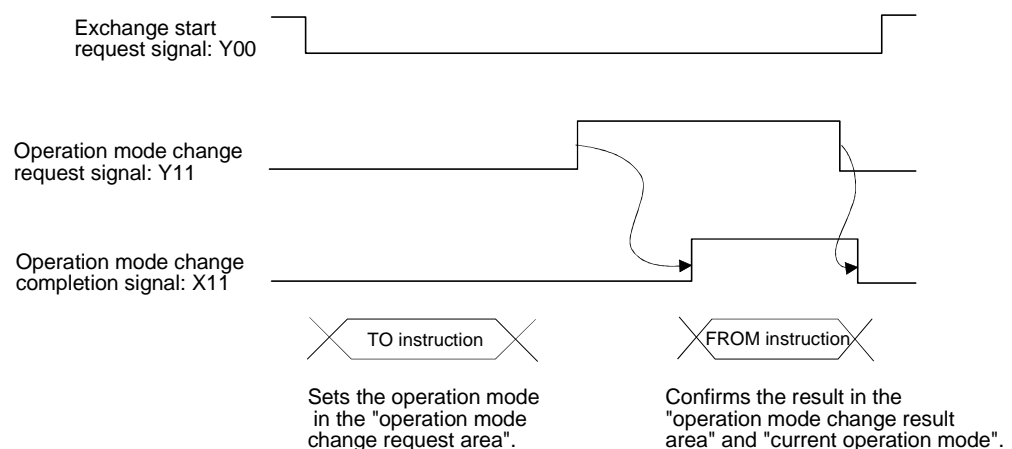 Exchange start
request signal: Y00
Operation mode change
request signal: Y11
Operation mode change
completion signal: X11
TO instruction
FROM instruction
Sets the operation mode
in the "operation mode
change request area".
Confirms the result in the
"operation mode change result
area" and "current operation mode".